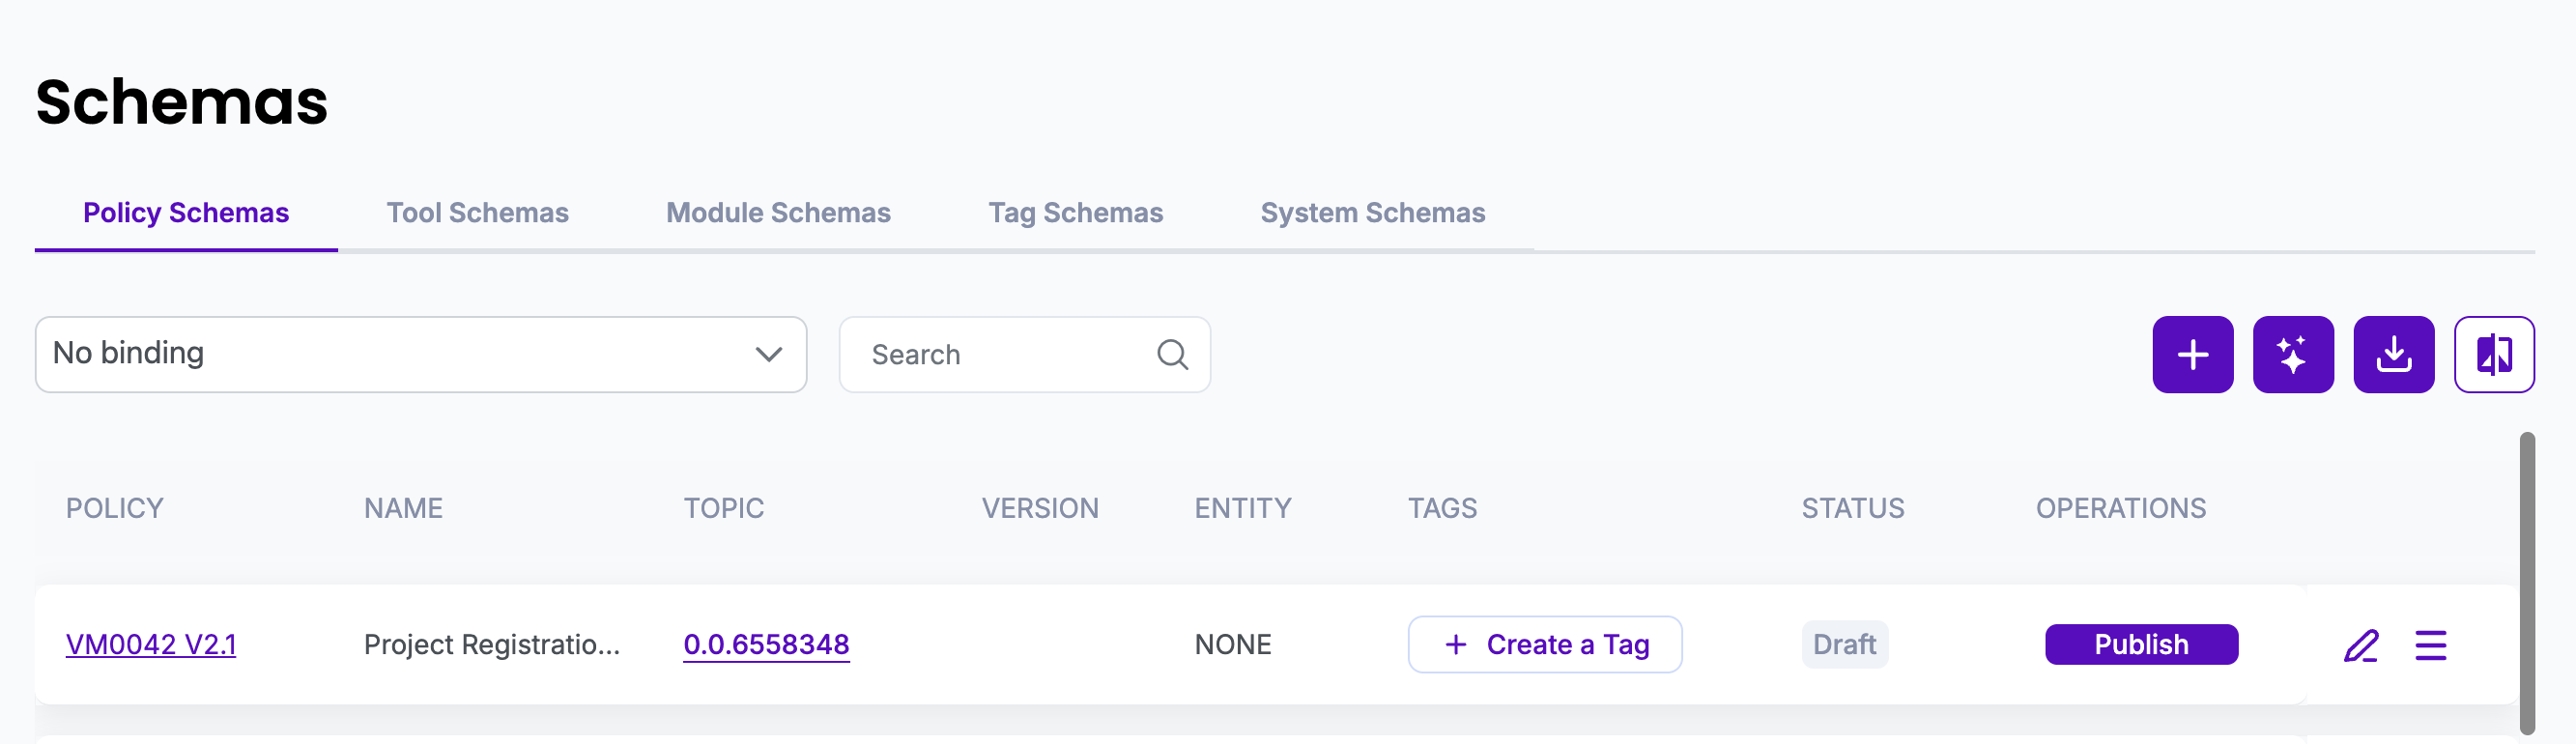 Schemas
Policy Schemas Tool Schemas Module Schemas Tag Schemas System Schemas
No binding Search
POLICY NAME TOPIC VERSION ENTITY TAGS STATUS OPERATIONS
VM0042 V2.1 Project Registratio... 0.0.6558348 NONE + Create a Tag Draft Publish